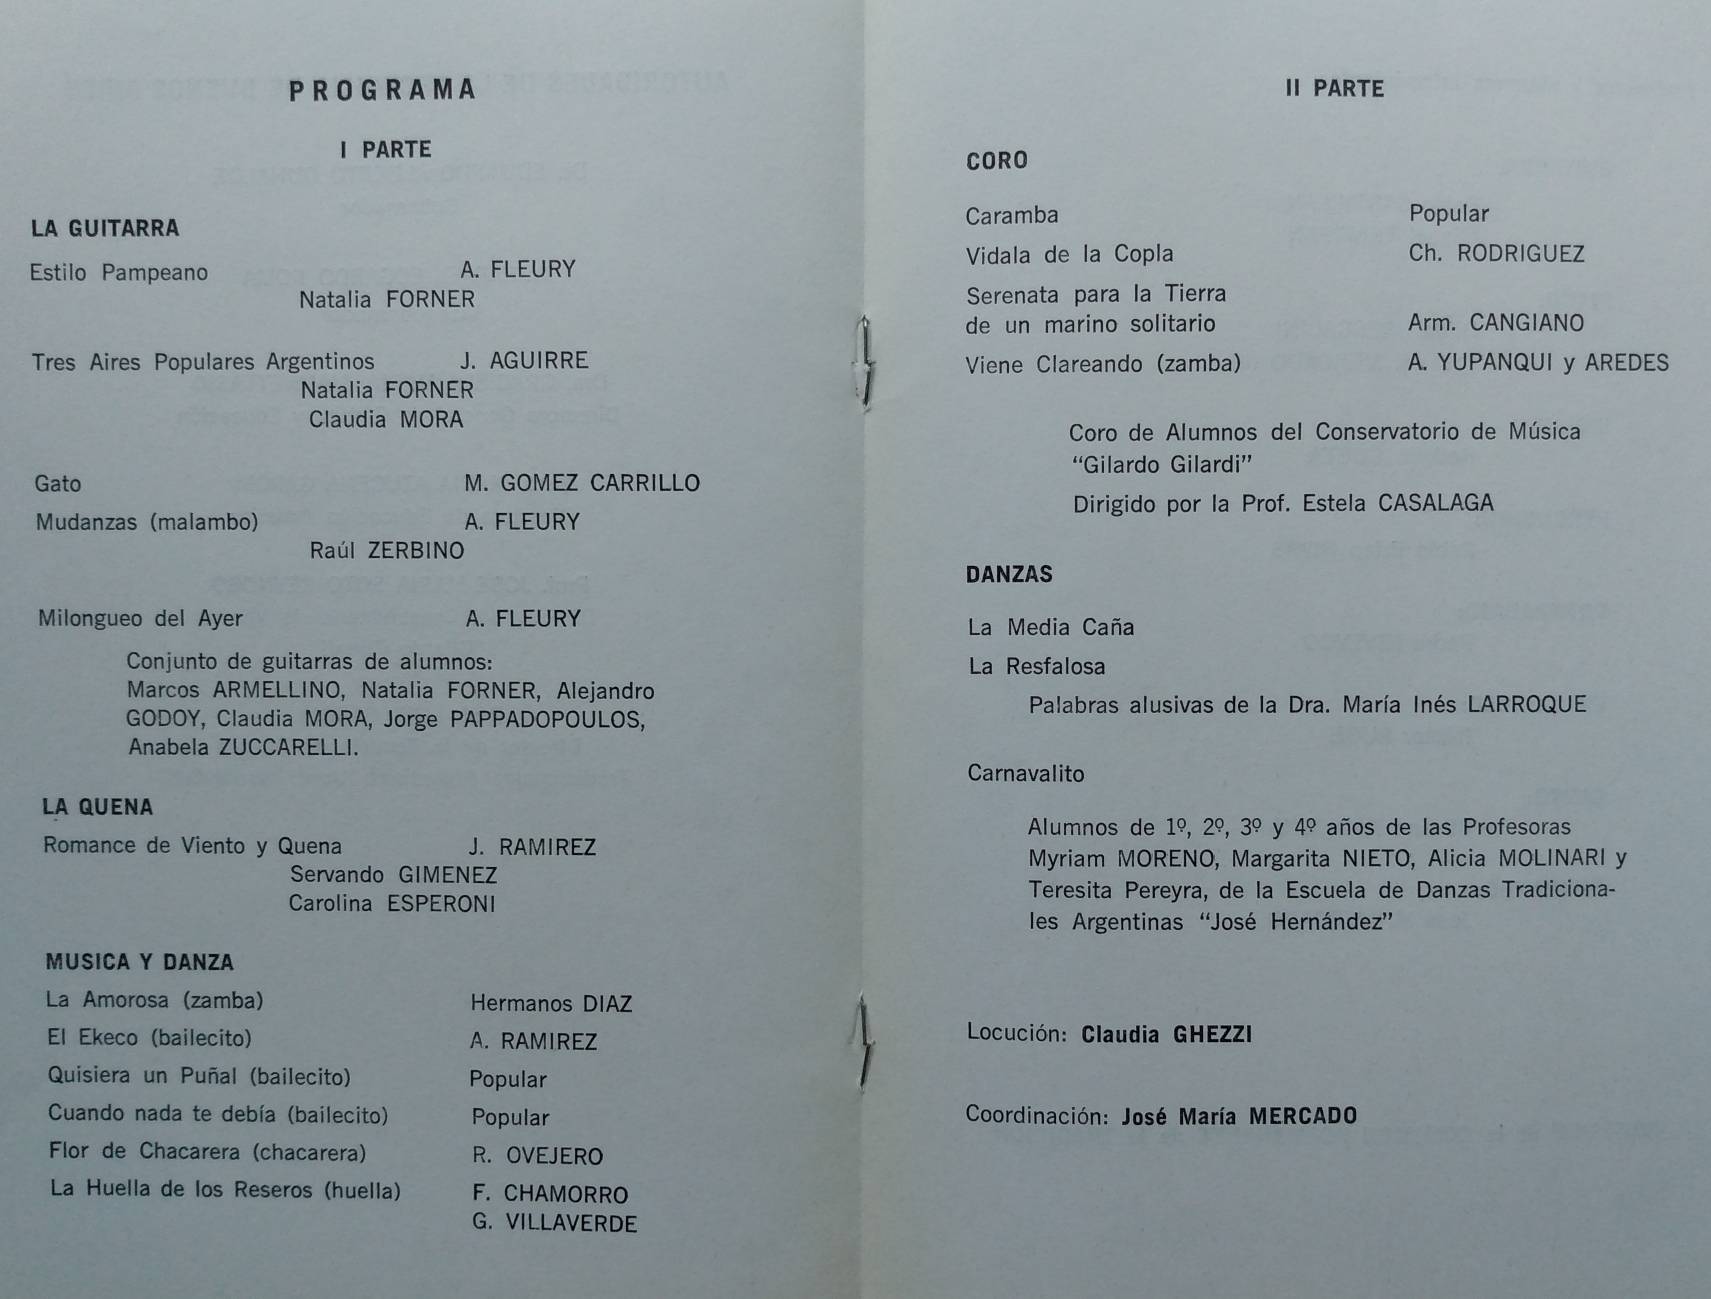 PROGRAMA
I PARTE
LA GUITARRA
Estilo Pampeano A. FLEURY
Natalia FORNER
Tres Aires Populares Argentinos J. AGUIRRE
Natalia FORNER
Claudia MORA
Gato M. GOMEZ CARRILLO
Mudanzas (malambo) A. FLEURY
Raúl ZERBINO
Milongueo del Ayer A. FLEURY
Conjunto de guitarras de alumnos:
Marcos ARMELLINO, Natalia FORNER, Alejandro
GODOY, Claudia MORA, Jorge PAPPADOPOULOS,
Anabela ZUCCARELLI.
LA QUENA
Romance de Viento y Quena J. RAMIREZ
Servando GIMENEZ
Carolina ESPERONI
MUSICA Y DANZA
La Amorosa (zamba) Hermanos DIAZ
El Ekeco (bailecito) A. RAMIREZ
Quisiera un Puñal (bailecito) Popular
Cuando nada te debía (bailecito) Popular
Flor de Chacarera (chacarera) R. OVEJERO
La Huella de los Reseros (huella) F. CHAMORRO
G. VILLAVERDE
II PARTE
CORO
Caramba Popular
Vidala de la Copla Ch. RODRIGUEZ
Serenata para la Tierra
de un marino solitario Arm. CANGIANO
Viene Clareando (zamba) A. YUPANQUI y AREDES
Coro de Alumnos del Conservatorio de Música
“Gilardo Gilardi”
Dirigido por la Prof. Estela CASALAGA
DANZAS
La Media Caña
La Resfalosa
Palabras alusivas de la Dra. María Inés LARROQUE
Carnavalito
Alumnos de 1º, 2º, 3º y 4º años de las Profesoras
Myriam MORENO, Margarita NIETO, Alicia MOLINARI y
Teresita Pereyra, de la Escuela de Danzas Tradiciona-
les Argentinas “José Hernández”
Locución: Claudia GHEZZI
Coordinación: José María MERCADO